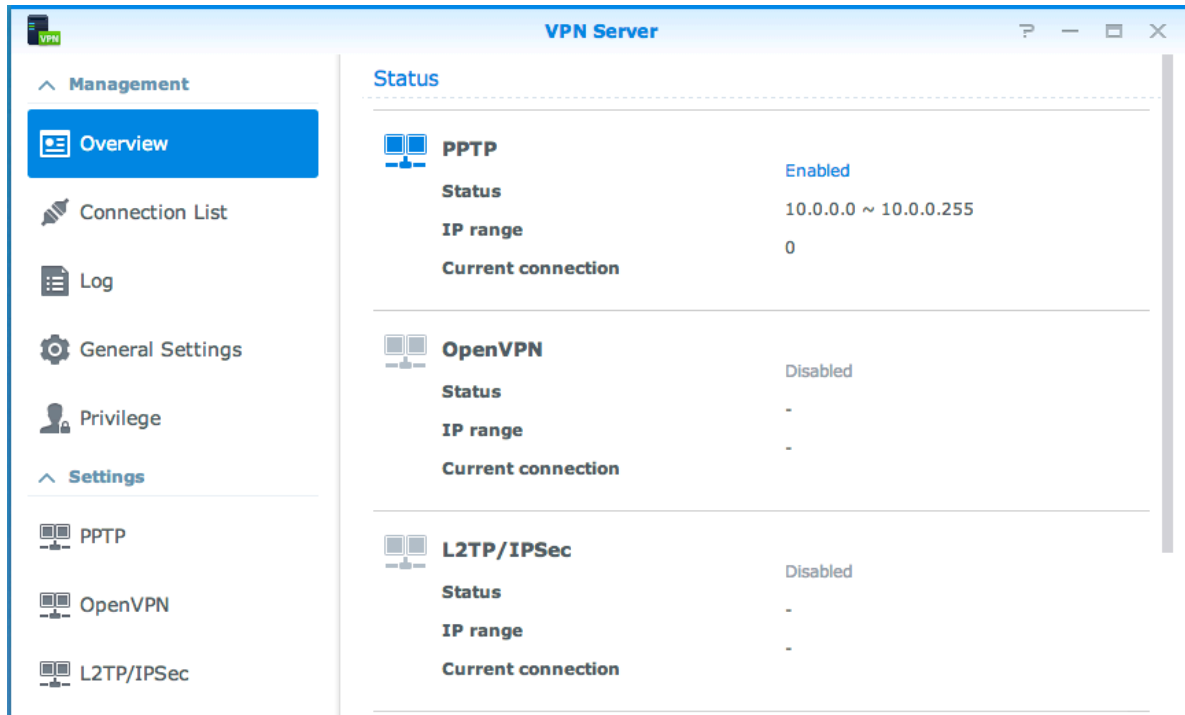 VPN
VPN Server
Management
Overview
Connection List
Log
General Settings
Privilege
Settings
PPTP
OpenVPN
L2TP/IPSec
Status
PPTP
Status
Enabled
IP range
10.0.0.0 ~ 10.0.0.255
Current connection
0
OpenVPN
Status
Disabled
IP range
-
Current connection
-
L2TP/IPSec
Status
Disabled
IP range
-
Current connection
-